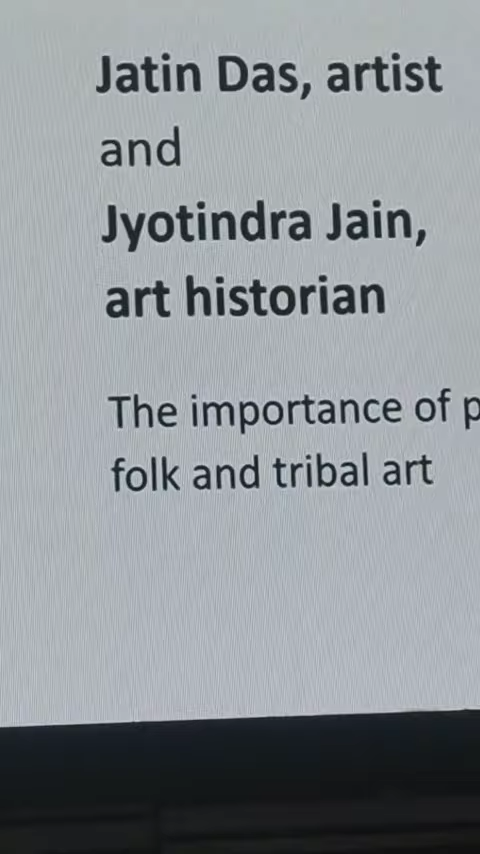 Jatin Das, artist
and
Jyotindra Jain,
art historian
The importance of
folk and tribal art